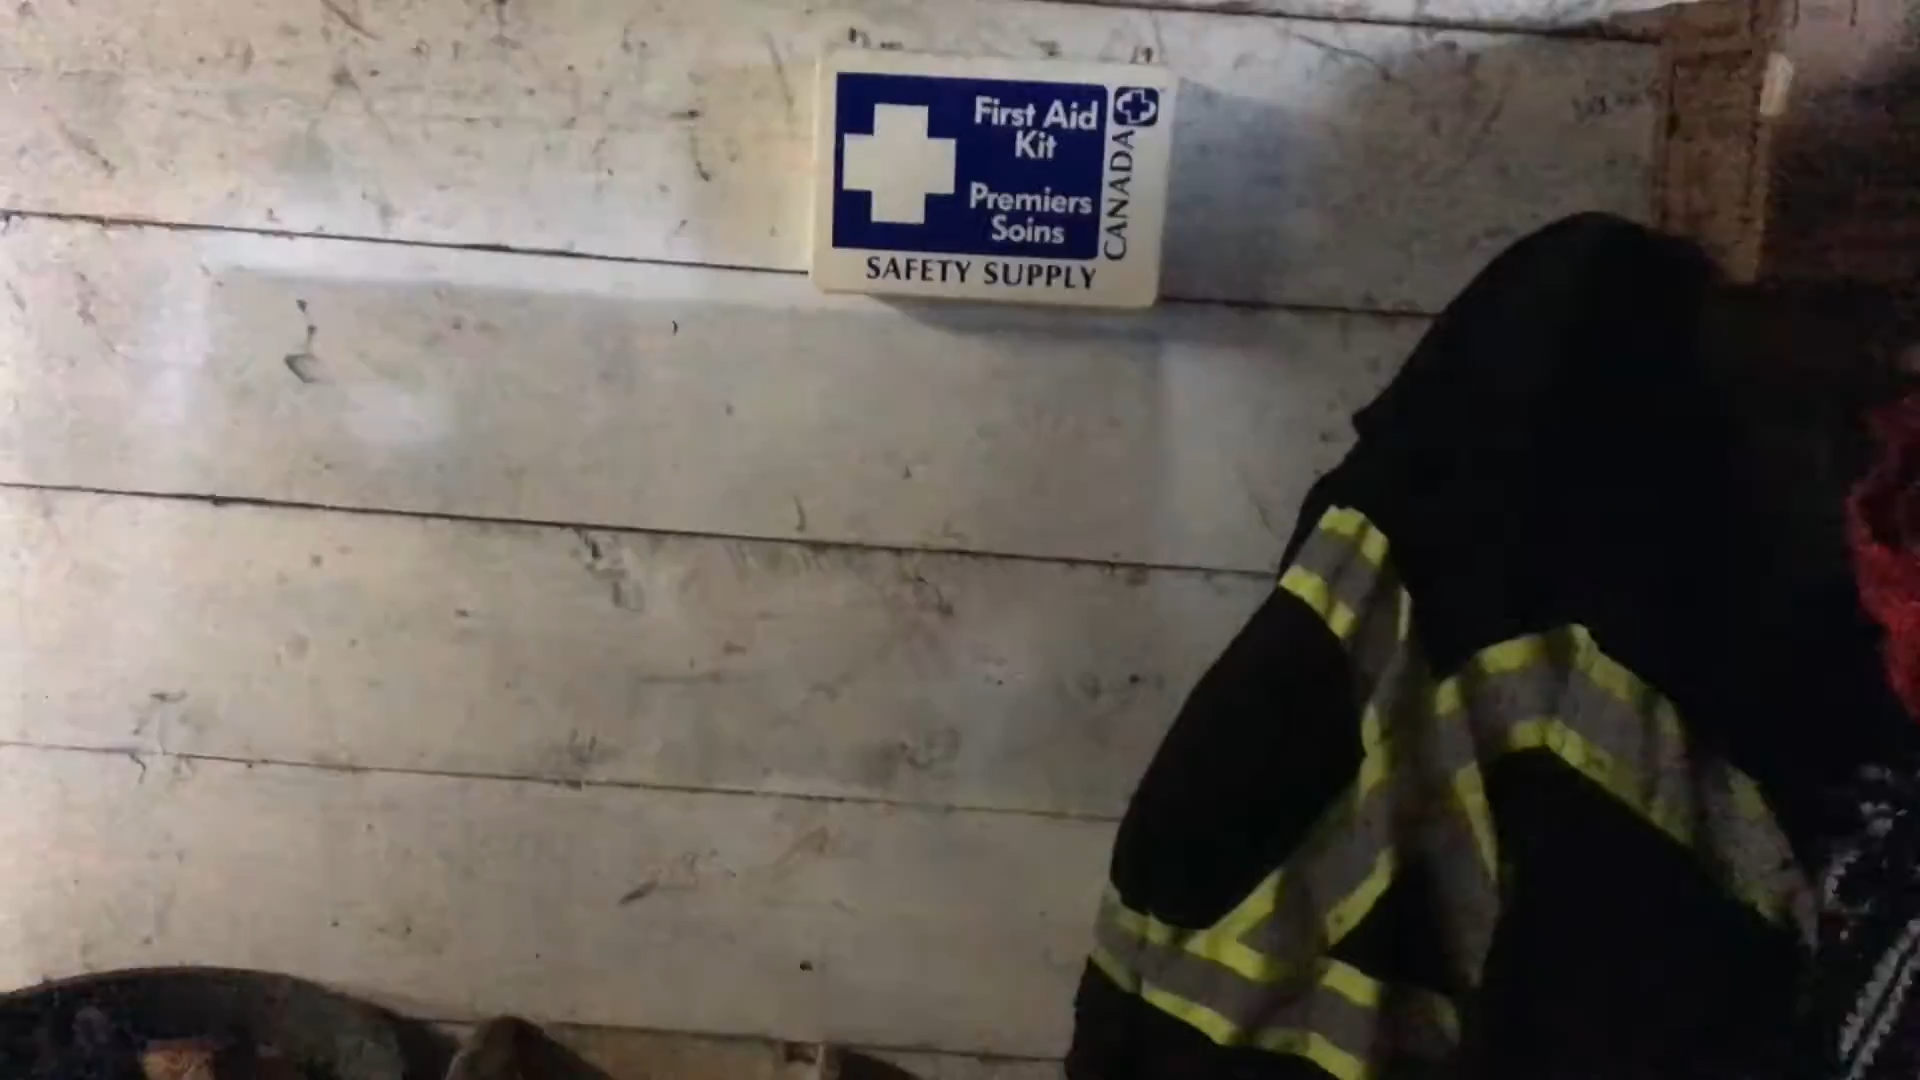 First Aid
Kit
Premiers
Soins
CANADA
SAFETY SUPPLY